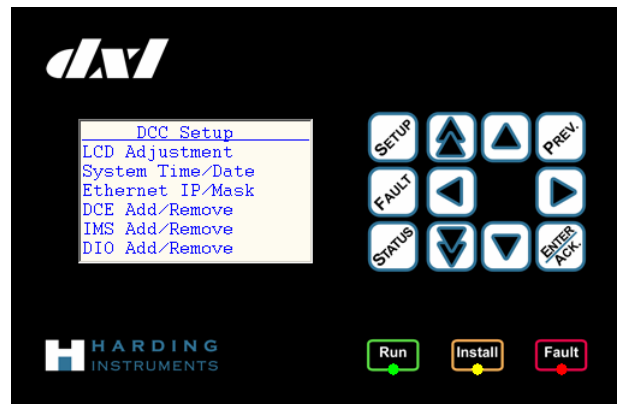 dxl
DCC Setup
LCD Adjustment
System Time/Date
Ethernet IP/Mask
DCE Add/Remove
IMS Add/Remove
DIO Add/Remove
SETUP
PREV.
FAULT
STATUS
ENTER/
ACK.
HARDING
INSTRUMENTS
Run
Install
Fault